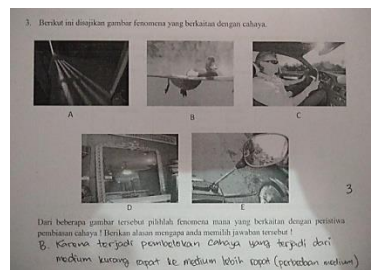 3. Berikut ini disajikan gambar fenomena yang berkaitan dengan cahaya.
A
B
C
D
E
3
Dari beberapa gambar tersebut pilihlah fenomena mana yang berkaitan dengan peristiwa
pembiasan cahaya ! Berikan alasan mengapa anda memilih jawaban tersebut !
B. Karena terjadi pembelokan cahaya yang terjadi dari
medium kurang rapat ke medium lebih rapat (perbedaan medium)